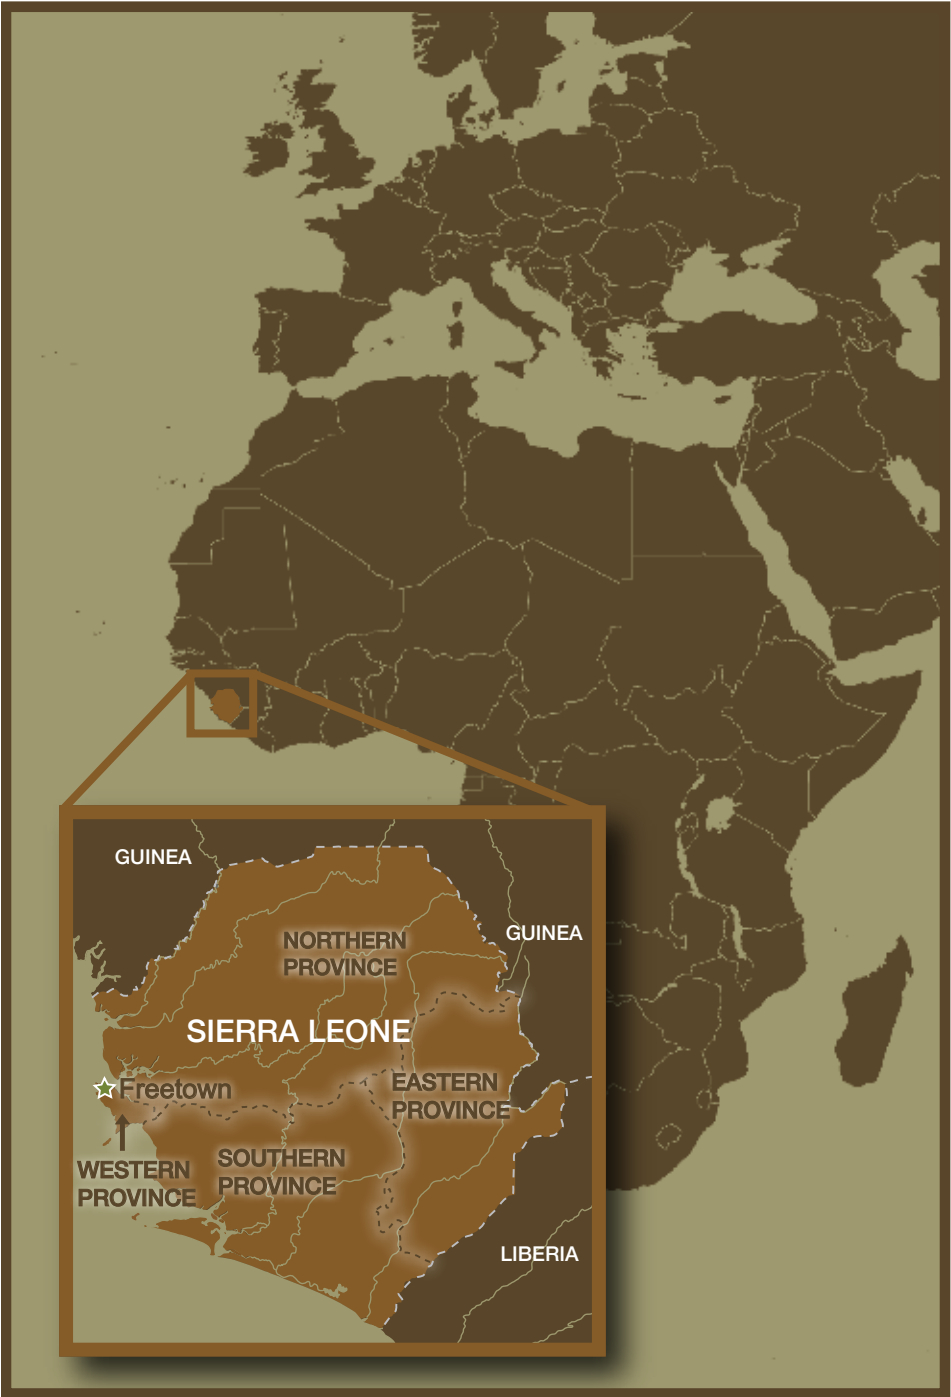 GUINEA
GUINEA
NORTHERN
PROVINCE
SIERRA LEONE
Freetown
EASTERN
PROVINCE
WESTERN
PROVINCE
SOUTHERN
PROVINCE
LIBERIA